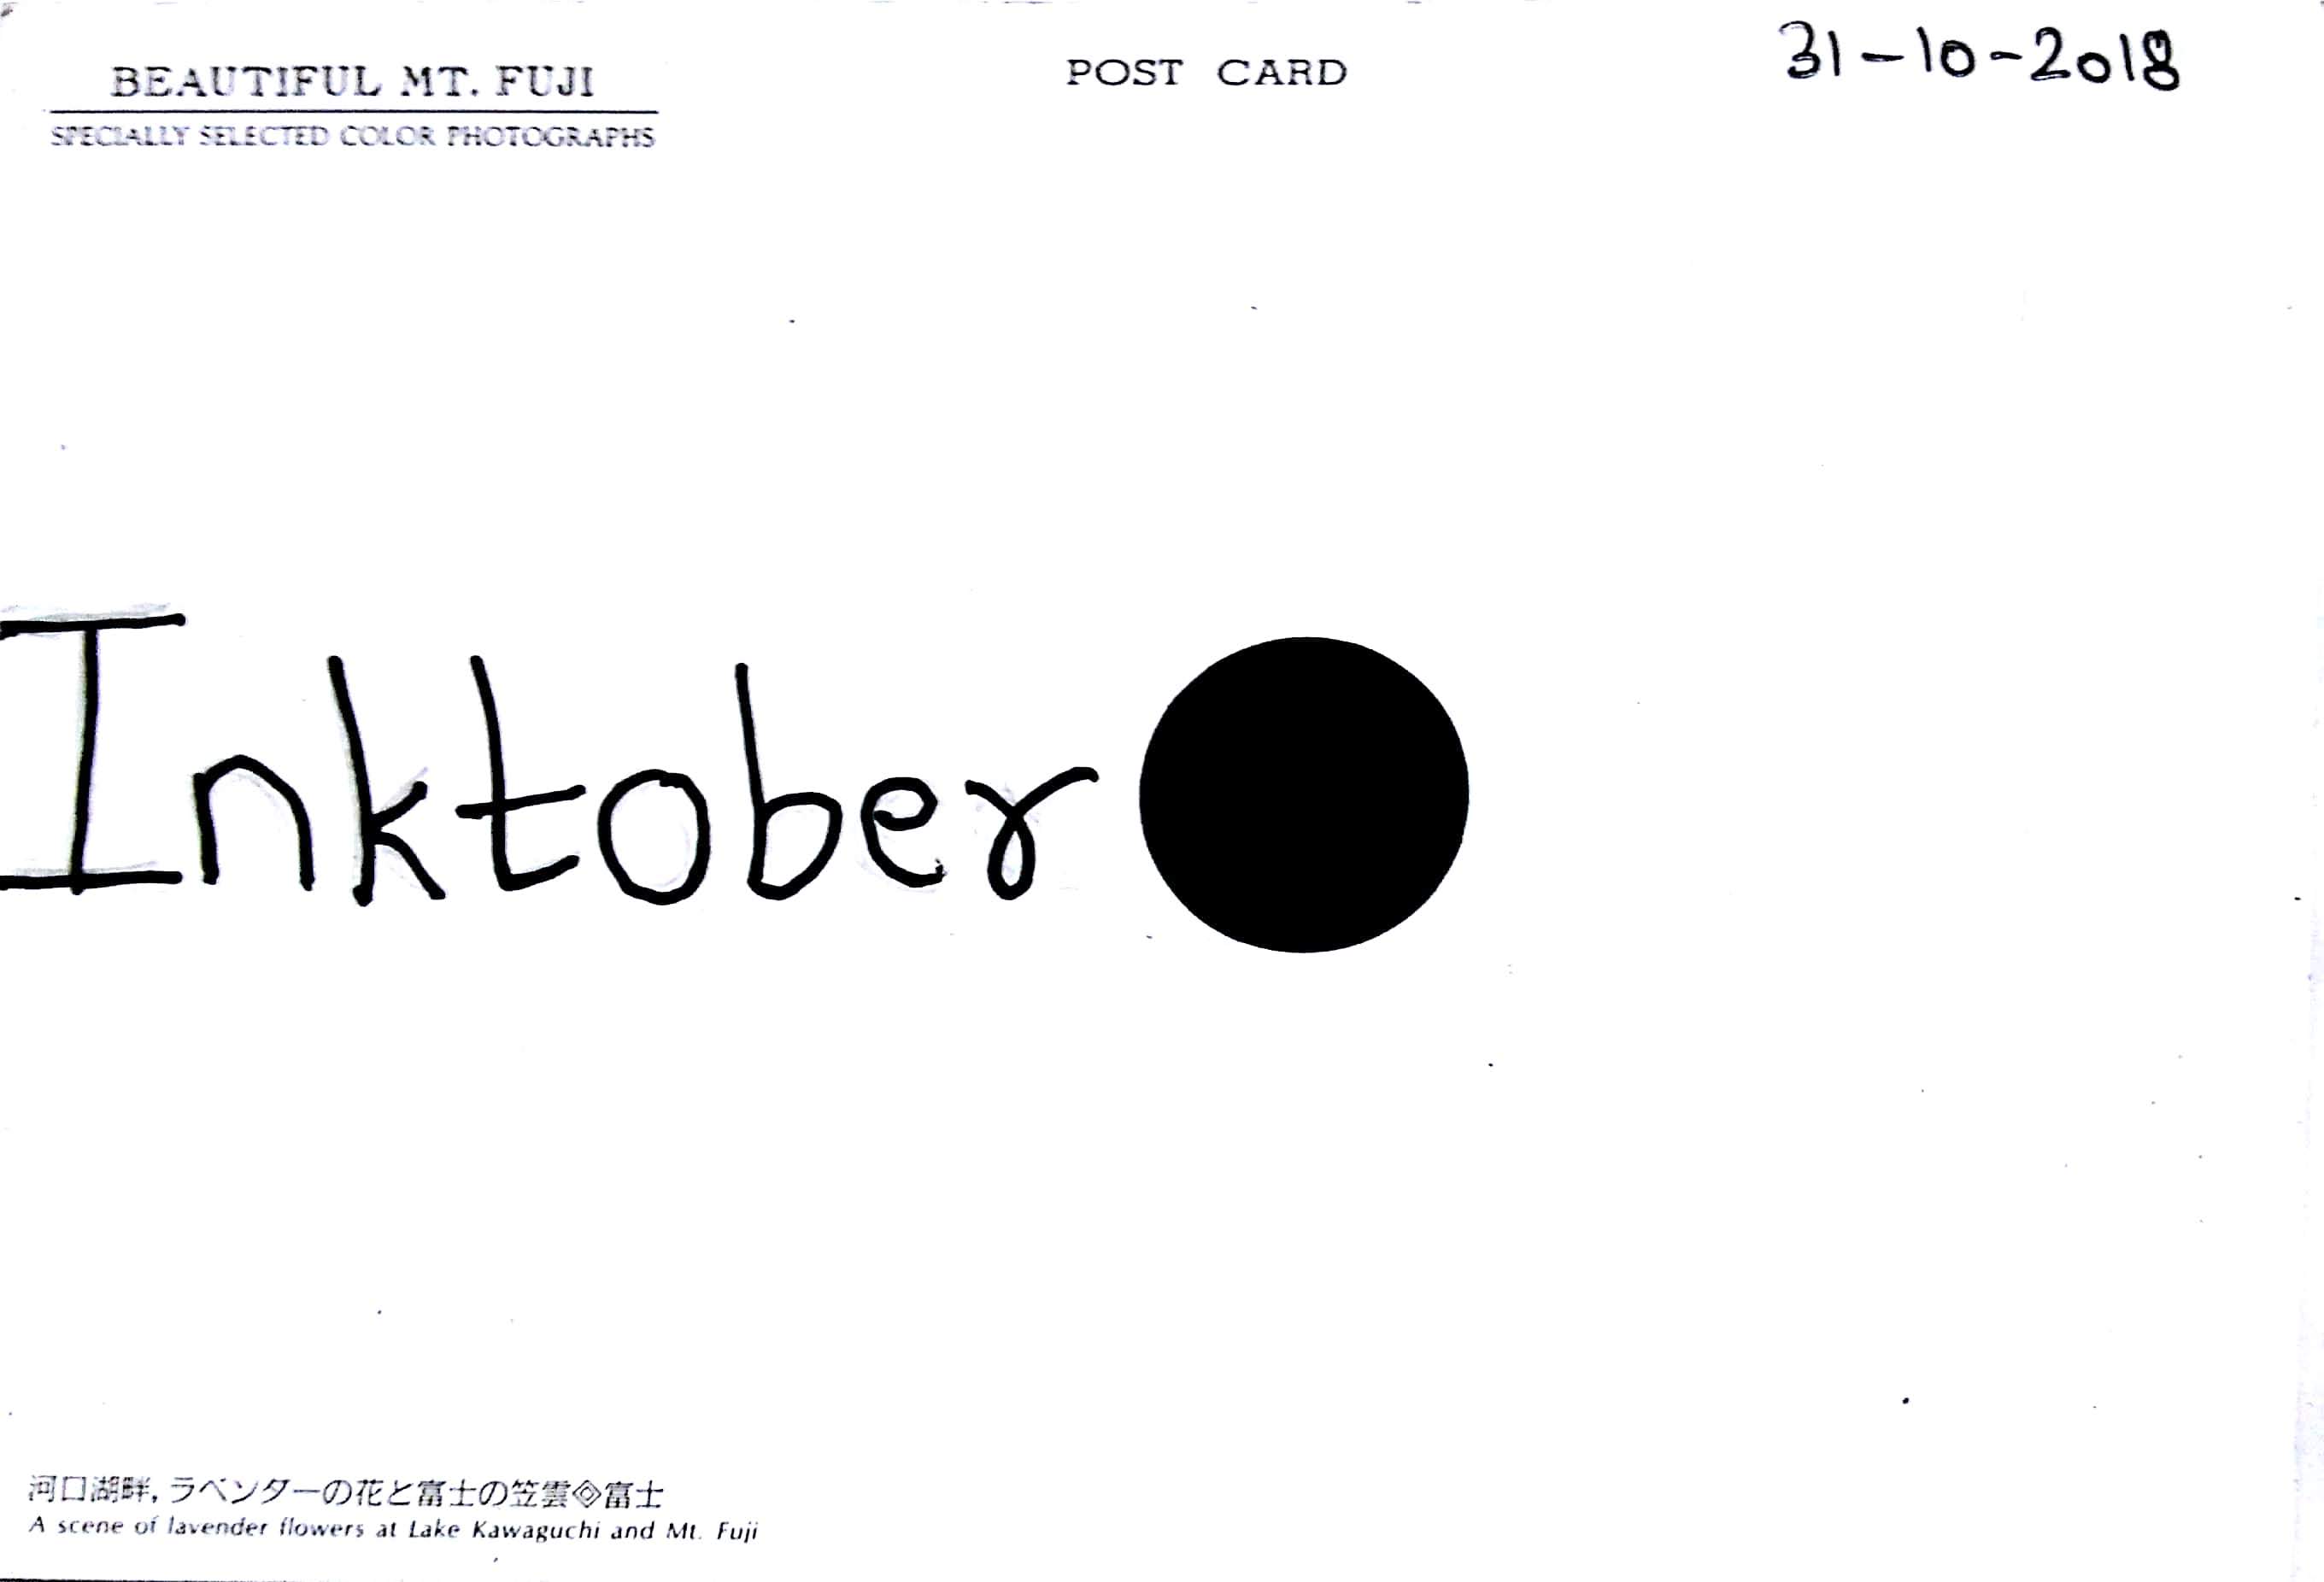 BEAUTIFUL MT. FUJI
SPECIALLY SELECTED COLOR PHOTOGRAPHS
POST CARD
31-10-2018
Inktober
河口湖畔, ラベンダーの花と富士の笠雲◈富士
A scene of lavender flowers at Lake Kawaguchi and Mt. Fuji